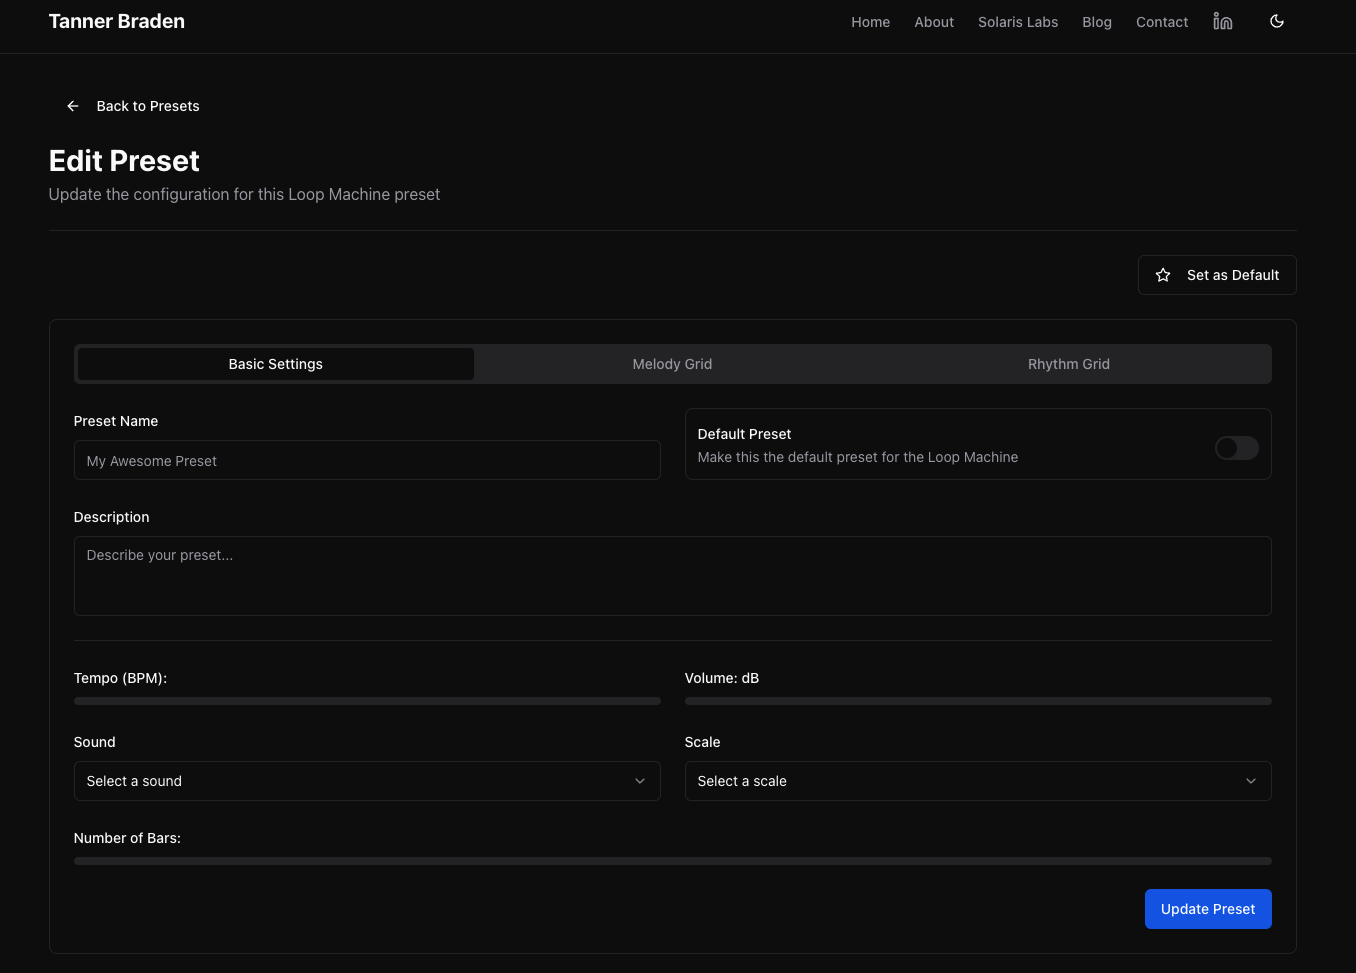 Tanner Braden
Home About Solaris Labs Blog Contact
Back to Presets
Edit Preset
Update the configuration for this Loop Machine preset
Set as Default
Basic Settings Melody Grid Rhythm Grid
Preset Name
My Awesome Preset
Default Preset
Make this the default preset for the Loop Machine
Description
Describe your preset...
Tempo (BPM):
Volume: dB
Sound
Select a sound
Scale
Select a scale
Number of Bars:
Update Preset